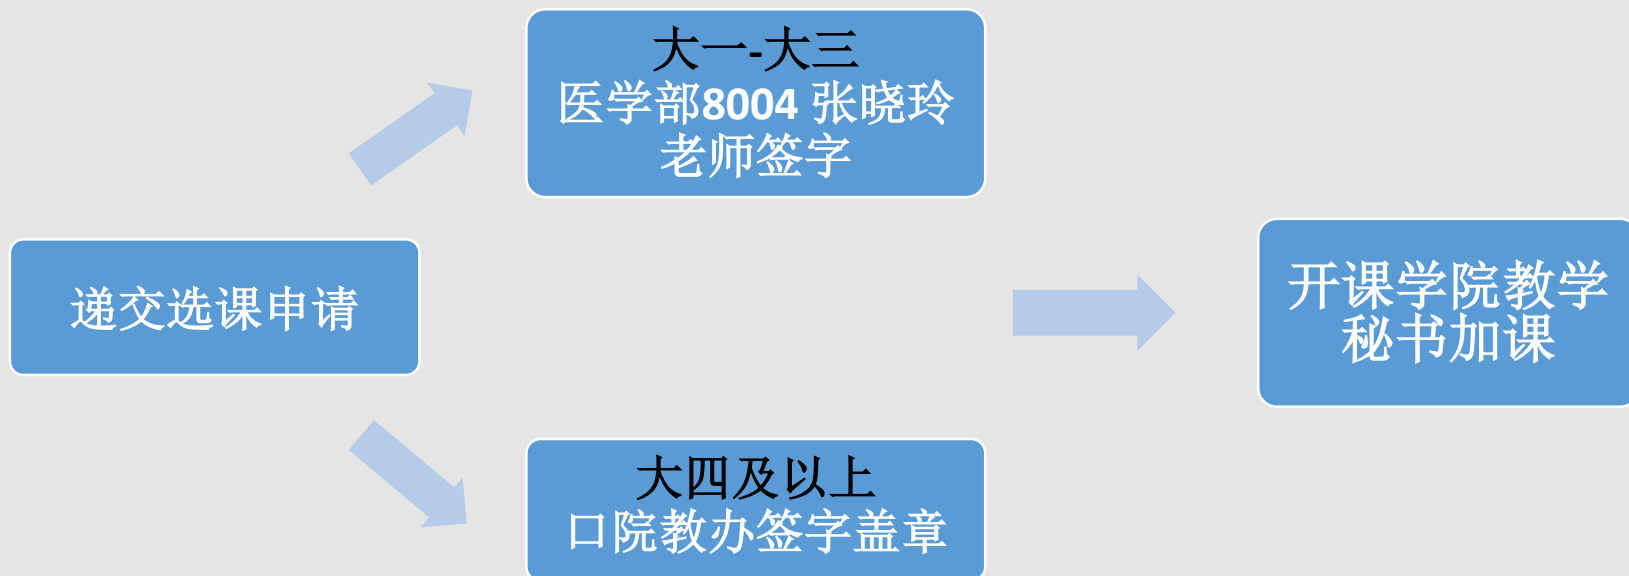 递交选课申请
大一-大三
医学部8004 张晓玲
老师签字
大四及以上
口院教办签字盖章
开课学院教学
秘书加课